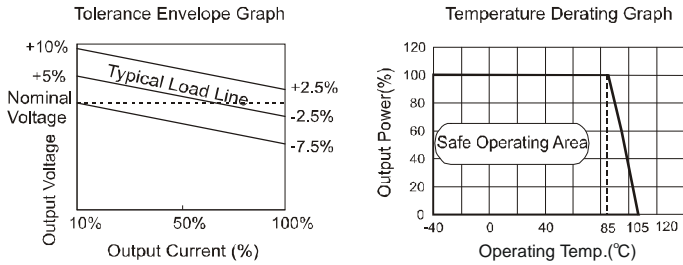 Tolerance Envelope Graph
+10%
+5%
Nominal
Voltage
Output Voltage
Typical Load Line
+2.5%
-2.5%
-7.5%
10%
50%
100%
Output Current (%)
Temperature Derating Graph
Output Power(%)
120
100
80
60
40
20
0
Safe Operating Area
-40
0
40
85
105
120
Operating Temp.(°C)